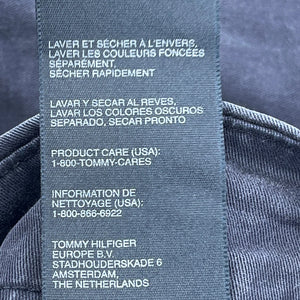 LAVER ET SÉCHER À L'ENVERS,
LAVER LES COULEURS FONCÉES
SÉPARÉMENT,
SÉCHER RAPIDEMENT
LAVAR Y SECAR AL REVES,
LAVAR LOS COLORES OSCUROS
SEPARADO, SECAR PRONTO
PRODUCT CARE (USA):
1-800-TOMMY-CARES
INFORMATION DE
NETTOYAGE (USA):
1-800-866-6922
TOMMY HILFIGER
EUROPE B.V.
STADHOUDERSKADE 6
AMSTERDAM,
THE NETHERLANDS